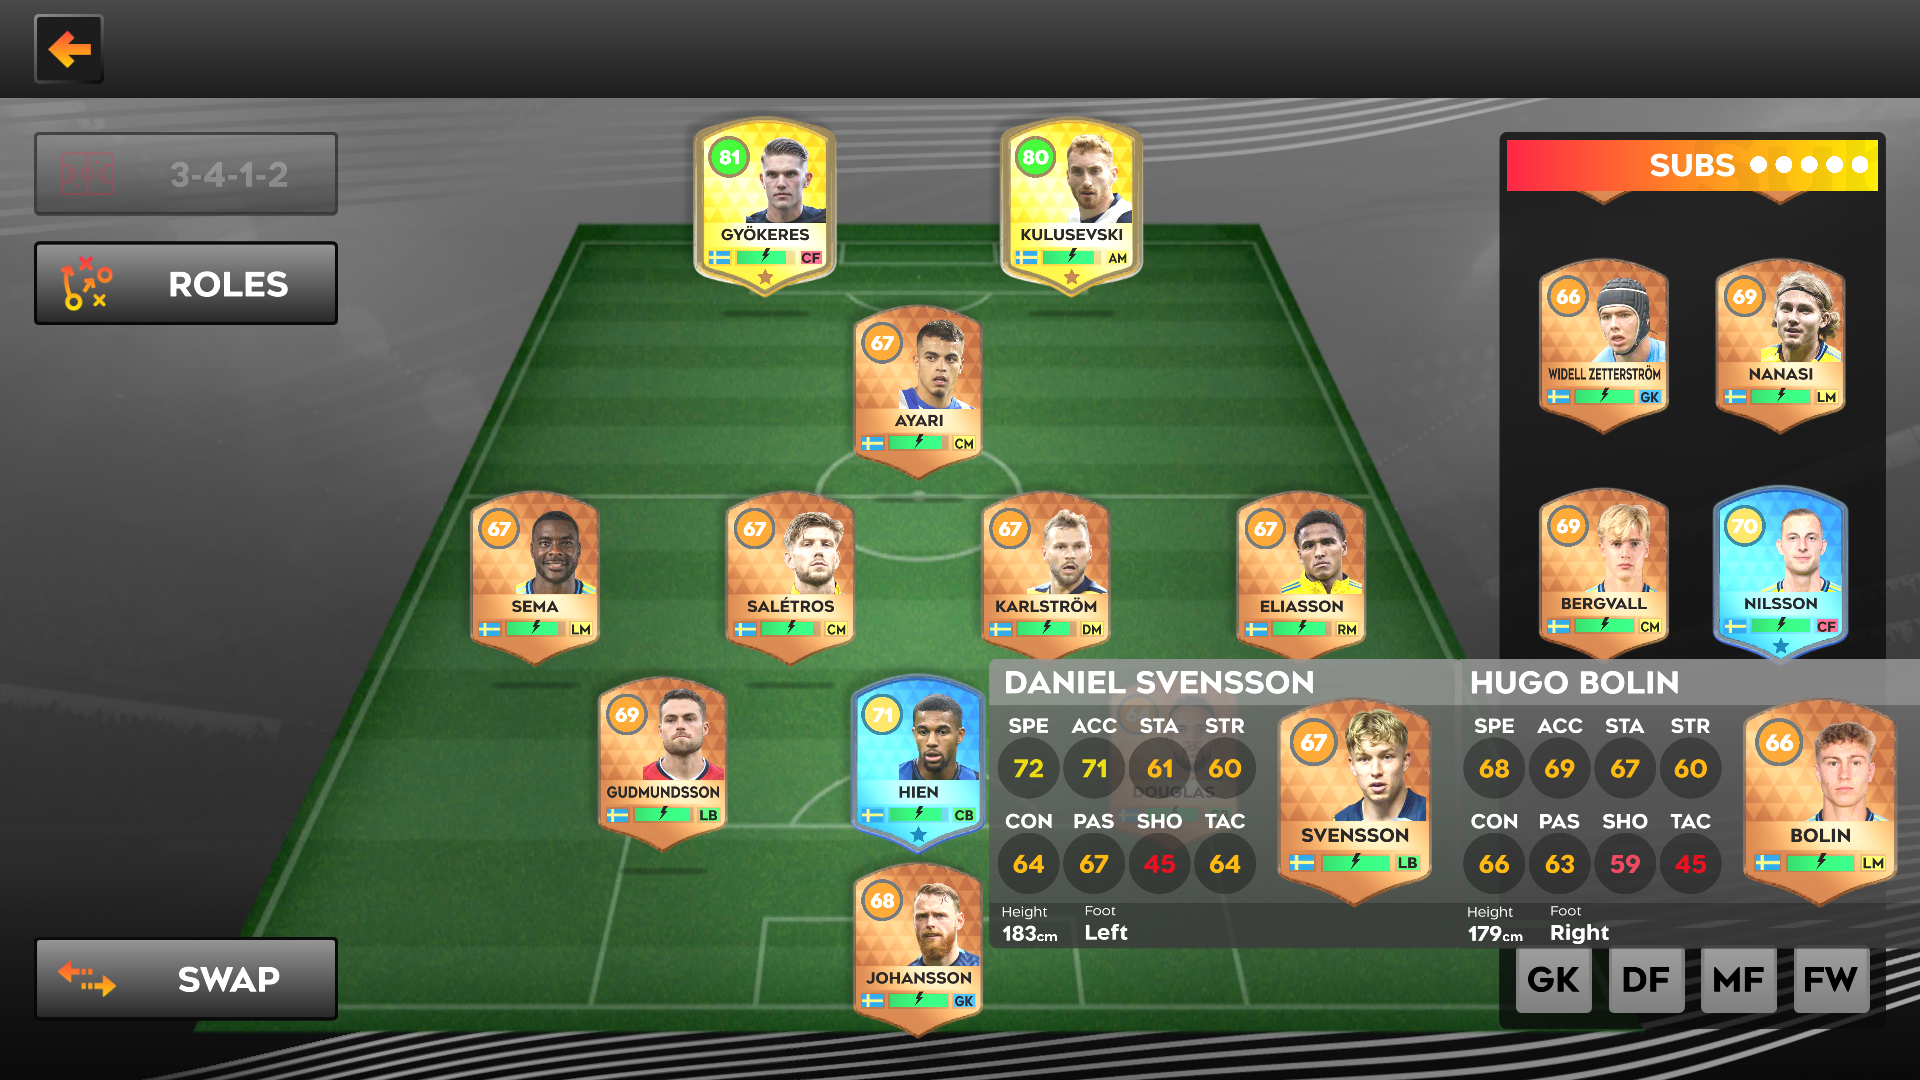 3-4-1-2
ROLES
SWAP
81
GYÖKERES
CF
80
KULUSEVSKI
AM
67
AYARI
CM
67
SEMA
LM
67
SALÉTROS
CM
67
KARLSTRÖM
DM
67
ELIASSON
RM
69
GUDMUNDSSON
LB
71
HIEN
CB
64
DOUGLAS
68
JOHANSSON
GK
SUBS
66
WIDELL ZETTERSTRÖM
GK
69
NANASI
LM
69
BERGVALL
CM
70
NILSSON
CF
DANIEL SVENSSON
SPE ACC STA STR
72 71 61 60
CON PAS SHO TAC
64 67 45 64
Height Foot
183cm Left
67
SVENSSON
LB
HUGO BOLIN
SPE ACC STA STR
68 69 67 60
CON PAS SHO TAC
66 63 59 45
Height Foot
179cm Right
66
BOLIN
LM
GK DF MF FW